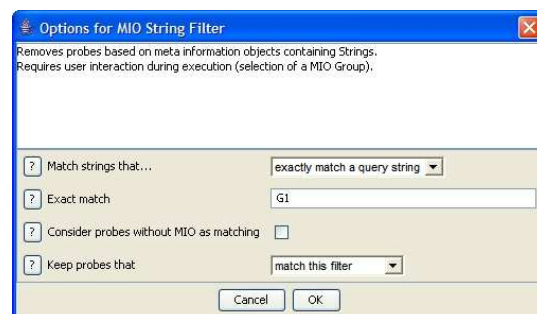 Options for MIO String Filter
Removes probes based on meta information objects containing Strings.
Requires user interaction during execution (selection of a MIO Group).
? Match strings that... exactly match a query string
? Exact match G1
? Consider probes without MIO as matching
? Keep probes that match this filter
Cancel OK